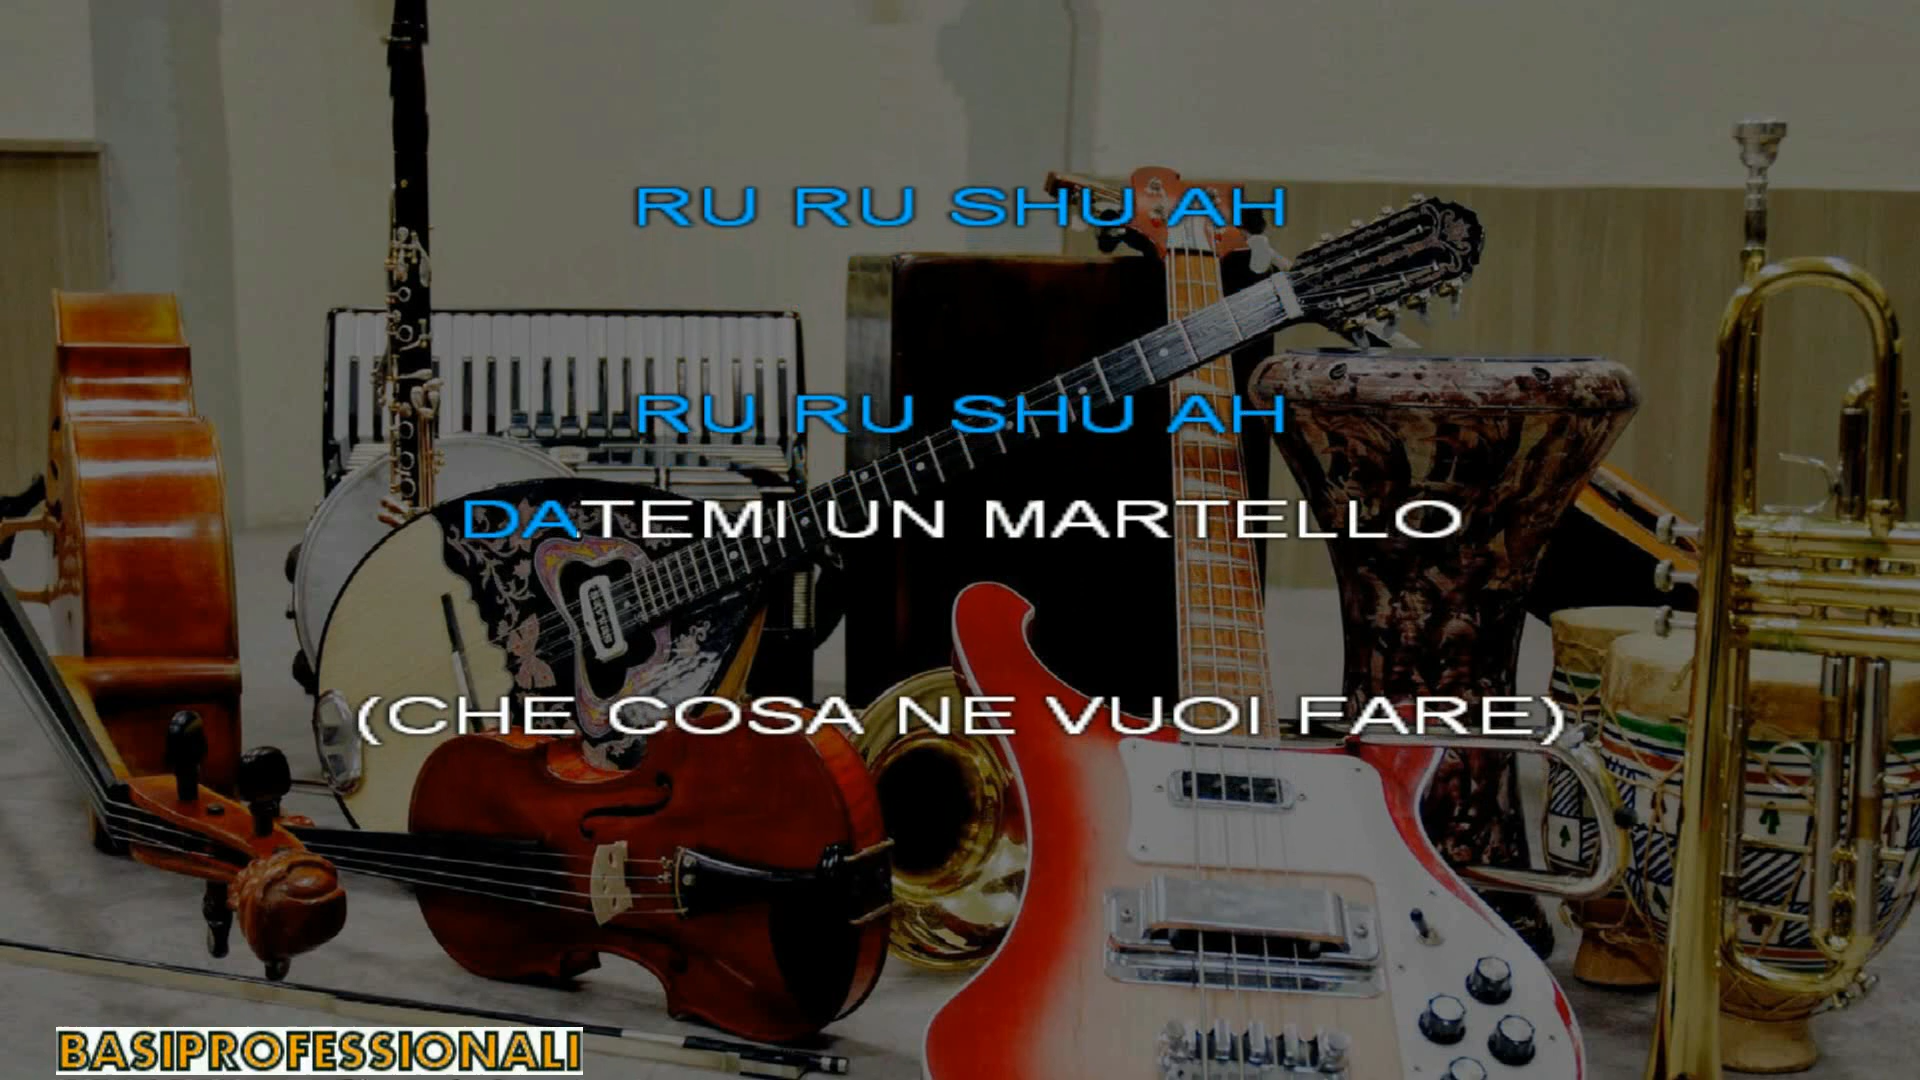 RU RU SHU AH
RU RU SHU AH
DATEMI UN MARTELLO
(CHE COSA NE VUOI FARE)
BASIPROFESSIONALI